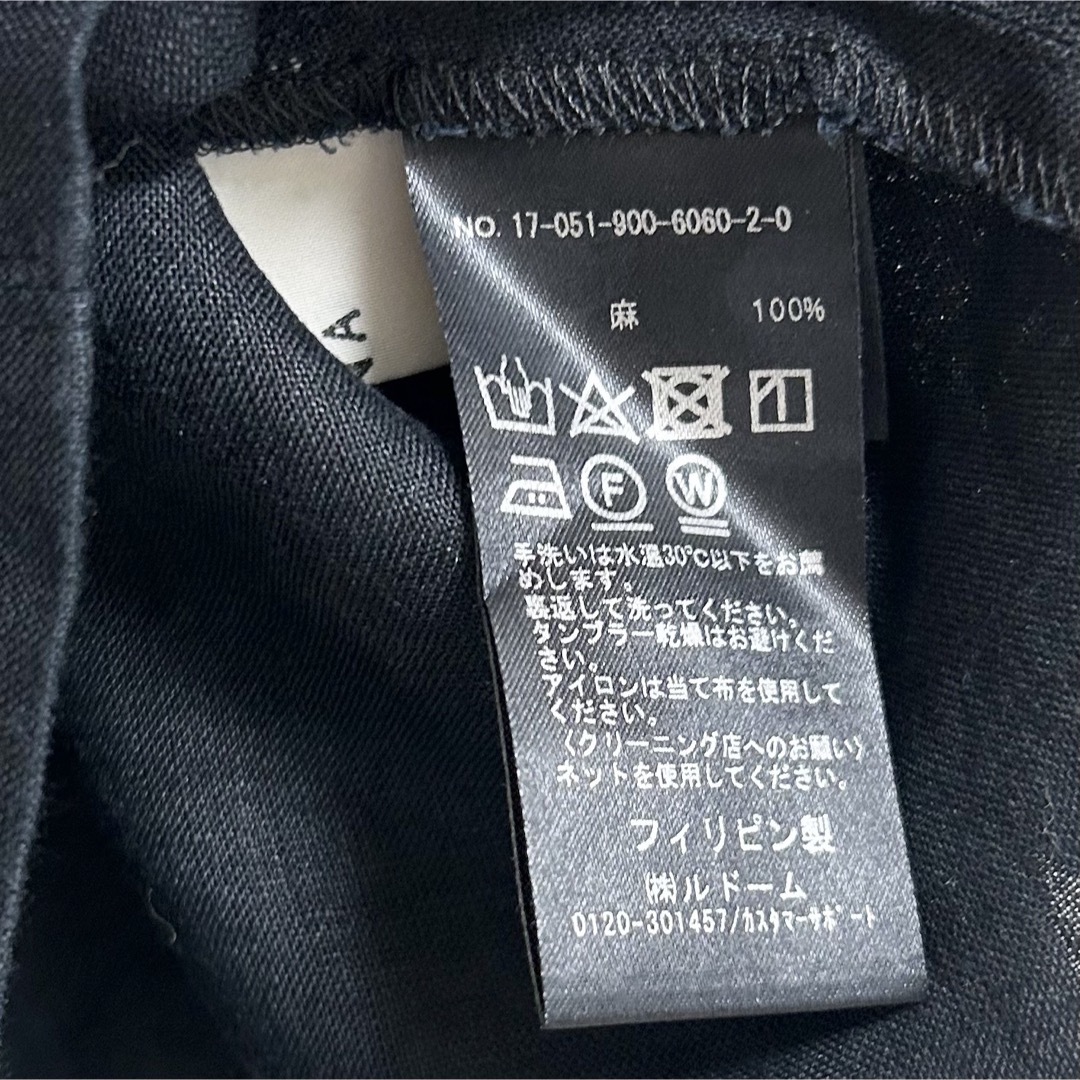 NO. 17-051-900-6060-2-0
麻 100%
F W
手洗いは水温30℃以下をお薦
めします。
裏返して洗ってください。
タンブラー乾燥はお避けくだ
さい。
アイロンは当て布を使用して
ください。
〈クリーニング店へのお願い〉
ネットを使用してください。
フィリピン製
㈱ルドーム
0120-301457/ｶｽﾀﾏｰｻﾎﾟｰﾄ